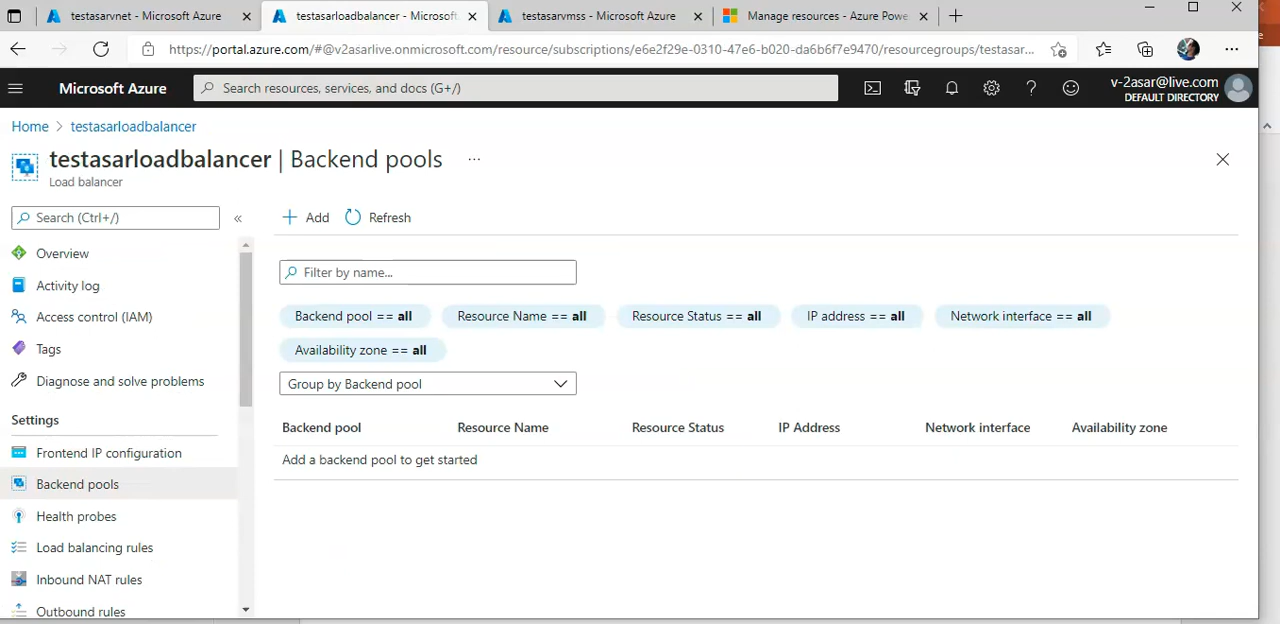 testasarvnet - Microsoft Azure
testasarloadbalancer - Microsoft
testasarvmss - Microsoft Azure
Manage resources - Azure Powe
https://portal.azure.com/#@v2asarlive.onmicrosoft.com/resource/subscriptions/e6e2f29e-0310-47e6-b020-da6b6f7e9470/resourcegroups/testasar...
Microsoft Azure
Search resources, services, and docs (G+/)
v-2asar@live.com
DEFAULT DIRECTORY
Home > testasarloadbalancer
testasarloadbalancer | Backend pools ...
Load balancer
Search (Ctrl+/)
«
Overview
Activity log
Access control (IAM)
Tags
Diagnose and solve problems
Settings
Frontend IP configuration
Backend pools
Health probes
Load balancing rules
Inbound NAT rules
Outbound rules
+ Add Refresh
Filter by name...
Backend pool == all Resource Name == all Resource Status == all IP address == all Network interface == all
Availability zone == all
Group by Backend pool
Backend pool Resource Name Resource Status IP Address Network interface Availability zone
Add a backend pool to get started